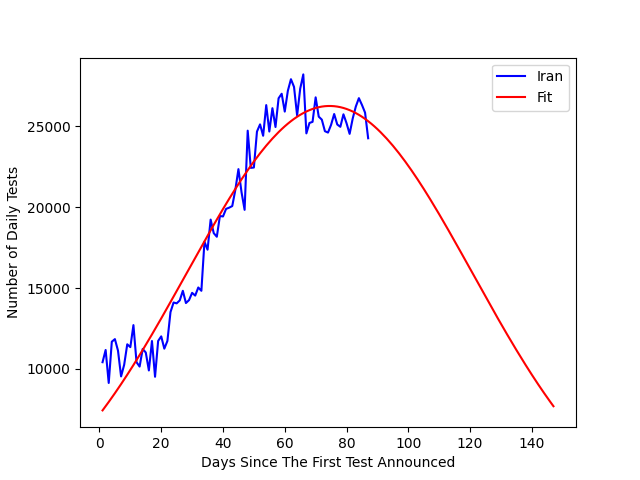 Iran
Fit
25000
20000
15000
10000
Number of Daily Tests
0 20 40 60 80 100 120 140
Days Since The First Test Announced